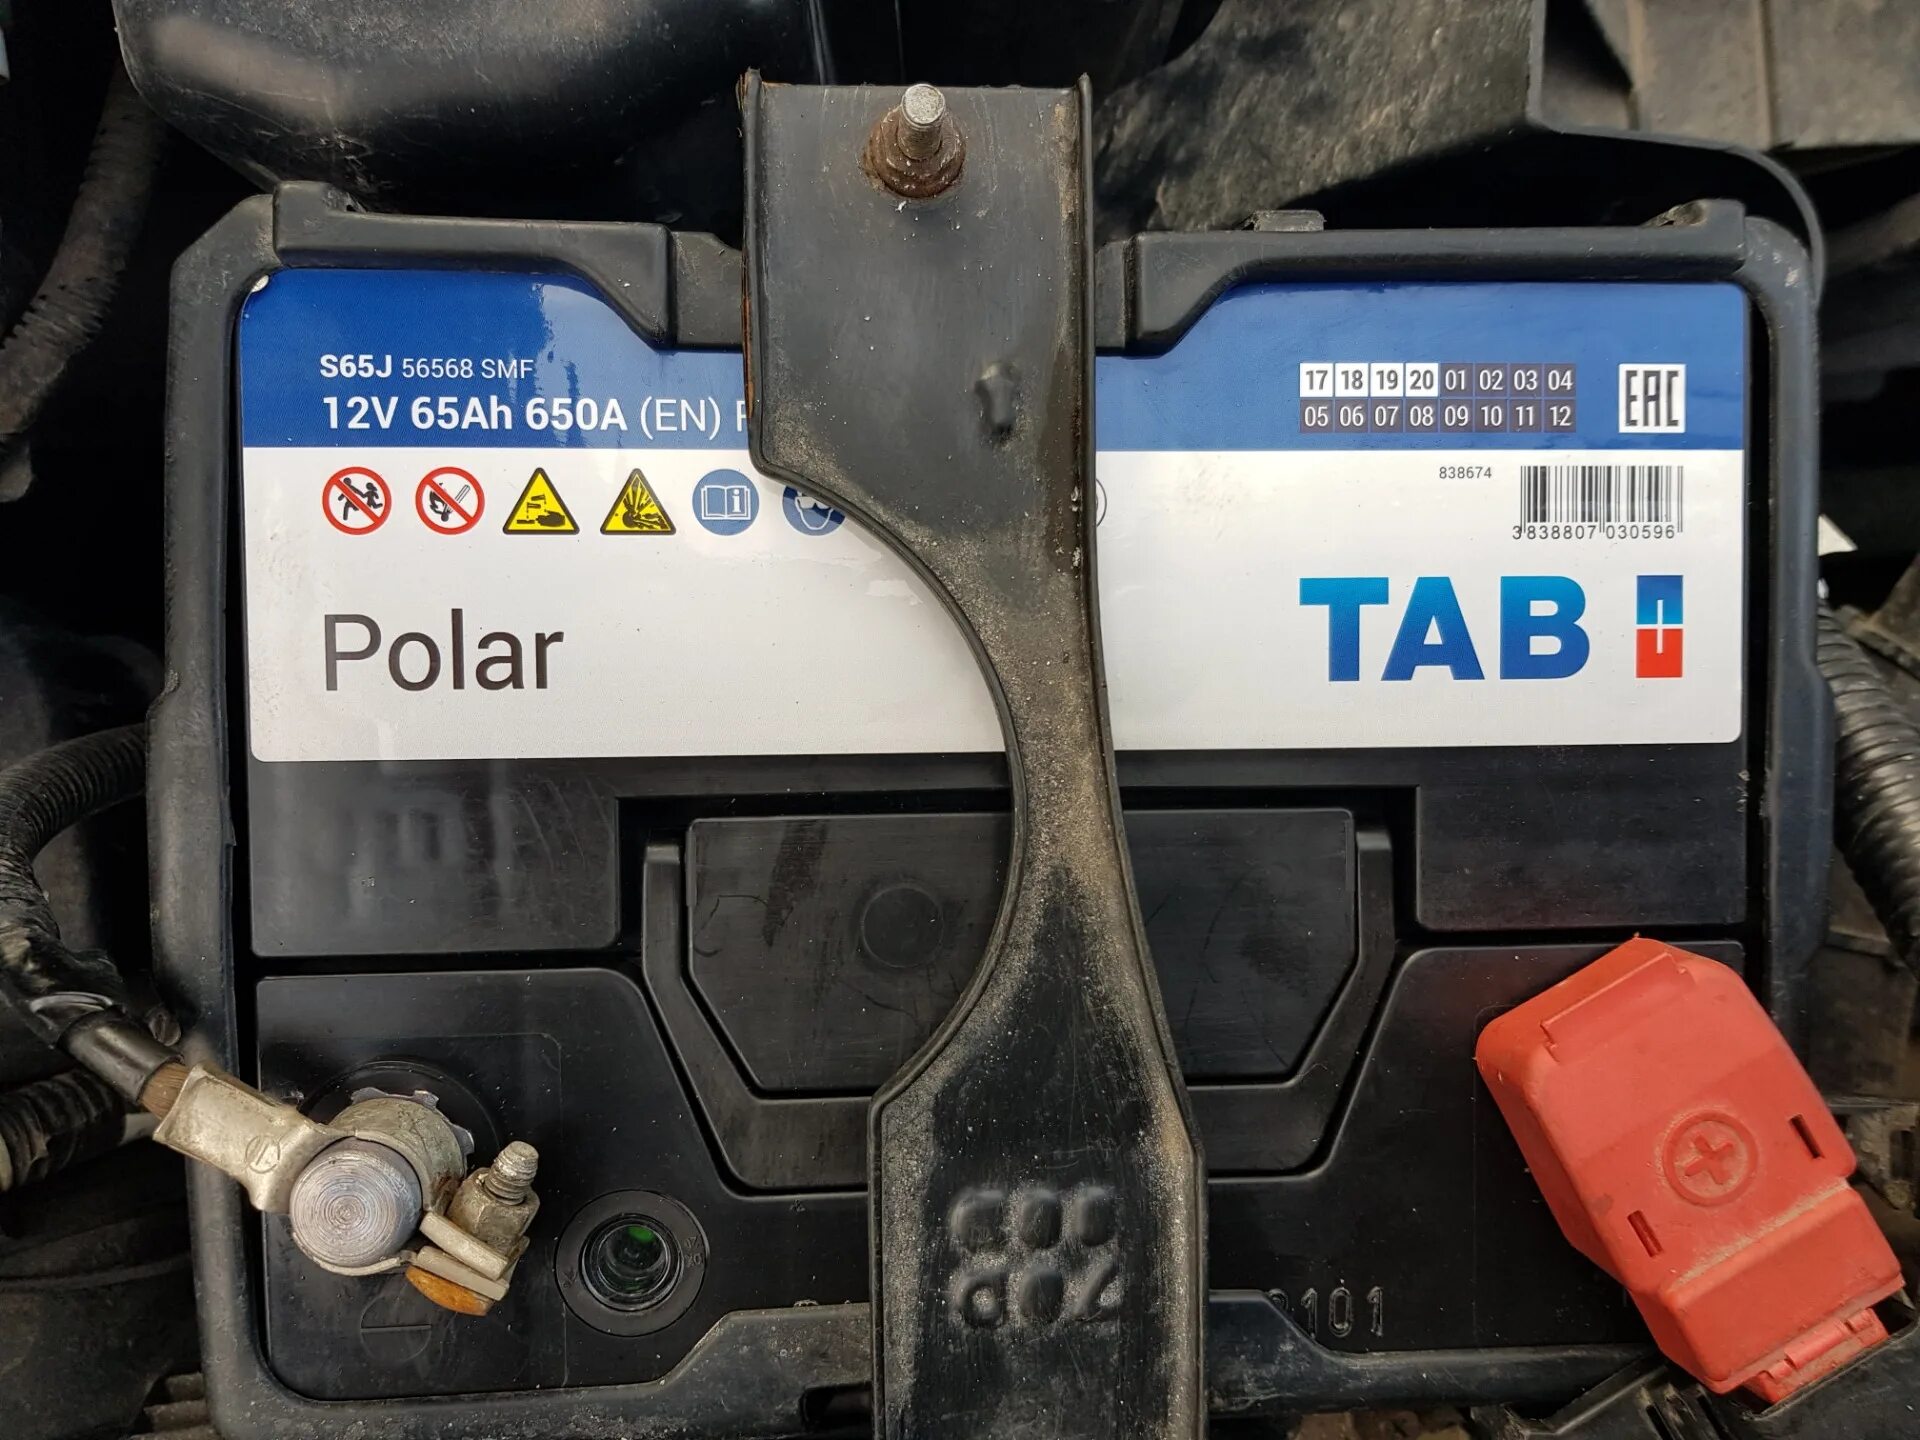 S65J 56568 SMF
12V 65Ah 650A (EN)
17 18 19 20 01 02 03 04
05 06 07 08 09 10 11 12
EAC
838674
3 838807 030596
Polar
TAB
101